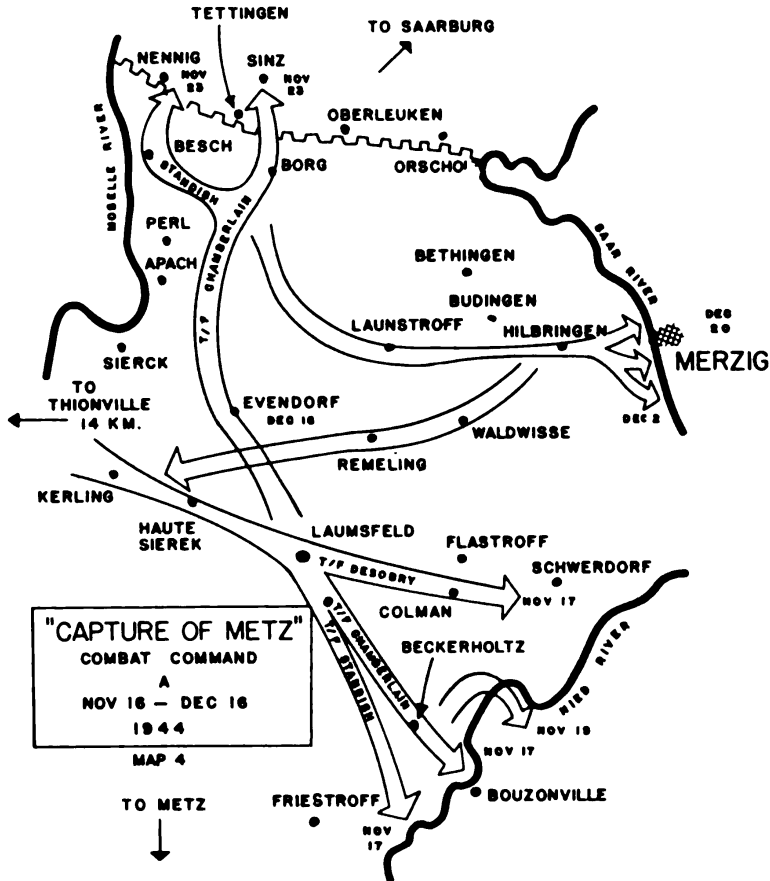 TETTINGEN
TO SAARBURG
NENNIG
NOV
23
SINZ
NOV
23
OBERLEUKEN
BESCH
BORG
ORSCHO
MOSELLE RIVER
STANDISH
T/F CHAMBERLAIN
PERL
APACH
SAAR RIVER
BETHINGEN
BUDINGEN
LAUNSTROFF
HILBRINGEN
DEC
20
MERZIG
SIERCK
TO
THIONVILLE
14 KM.
EVENDORF
DEC 16
DEC 2
WALDWISSE
REMELING
KERLING
HAUTE
SIEREK
LAUMSFELD
T/F DESOBRY
FLASTROFF
SCHWERDORF
NOV 17
COLMAN
T/F CHAMBERLAIN
T/F STANDISH
BECKERHOLTZ
NIED RIVER
NOV 19
NOV 17
"CAPTURE OF METZ"
COMBAT COMMAND
A
NOV 16 — DEC 16
1944
MAP 4
TO METZ
FRIESTROFF
NOV
17
BOUZONVILLE